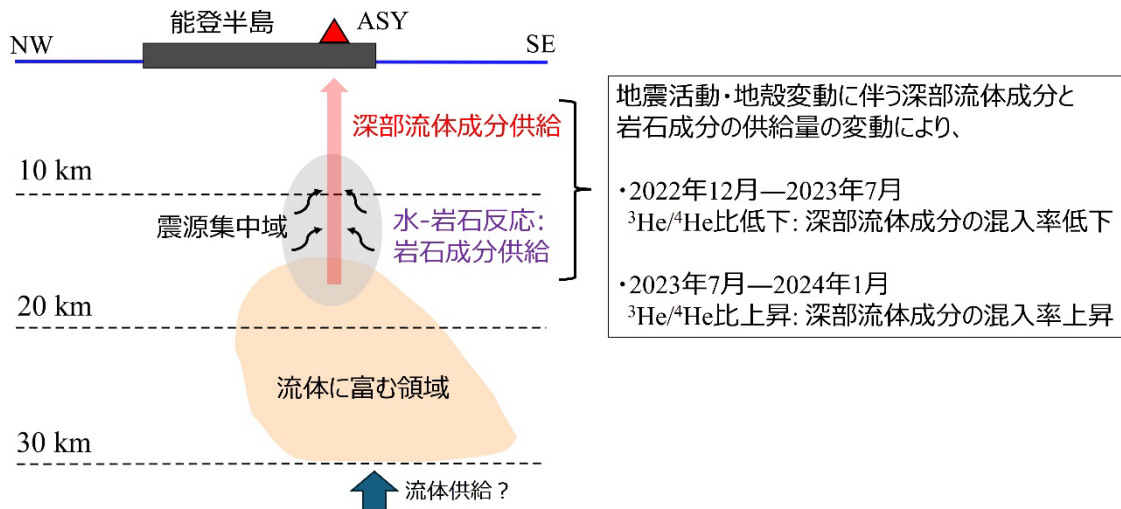 能登半島
ASY
NW
SE
深部流体成分供給
10 km
震源集中域
水-岩石反応:
岩石成分供給
20 km
流体に富む領域
30 km
流体供給？
地震活動・地殻変動に伴う深部流体成分と
岩石成分の供給量の変動により、
・2022年12月―2023年7月
³He/⁴He比低下: 深部流体成分の混入率低下
・2023年7月―2024年1月
³He/⁴He比上昇: 深部流体成分の混入率上昇